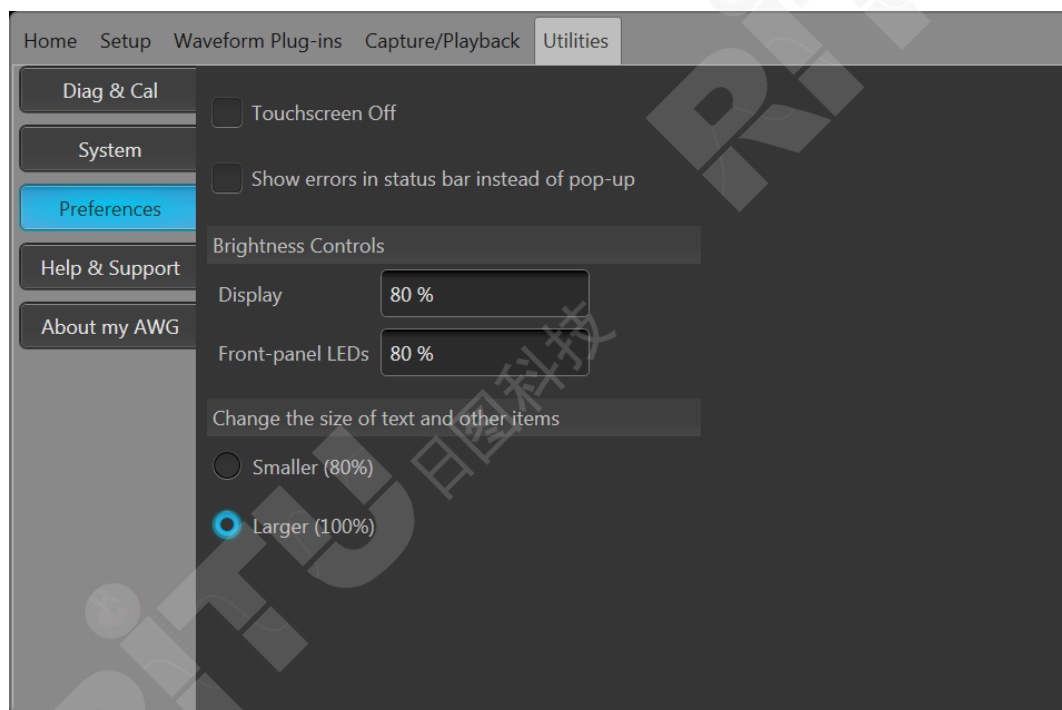 Home Setup Waveform Plug-ins Capture/Playback Utilities
Diag & Cal
System
Preferences
Help & Support
About my AWG
Touchscreen Off
Show errors in status bar instead of pop-up
Brightness Controls
Display 80 %
Front-panel LEDs 80 %
Change the size of text and other items
Smaller (80%)
Larger (100%)
RiTU 日图科技
Ri